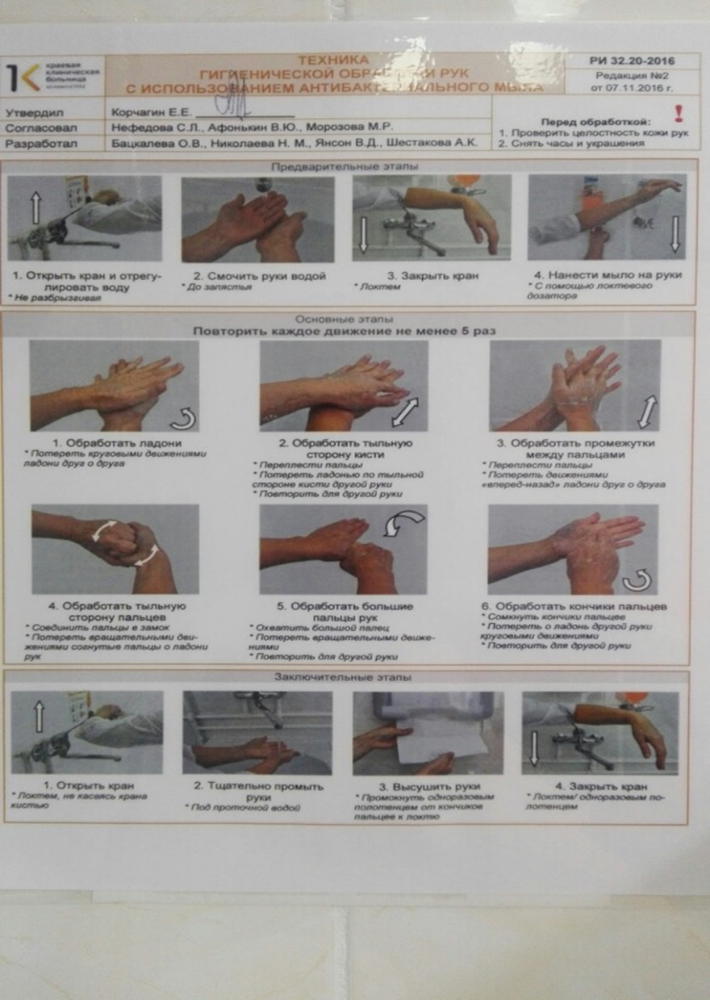 краевая
клиническая
больница
ТЕХНИКА
ГИГИЕНИЧЕСКОЙ ОБРАБОТКИ РУК
С ИСПОЛЬЗОВАНИЕМ АНТИБАКТЕРИАЛЬНОГО МЫЛА
РИ 32.20-2016
Редакция №2
от 07.11.2016 г.
Утвердил
Корчагин Е.Е.
Согласовал
Нефедова С.Л., Афонькин В.Ю., Морозова М.Р.
Разработал
Бацкалева О.В., Николаева Н. М., Янсон В.Д., Шестакова А.К.
Перед обработкой: !
1. Проверить целостность кожи рук
2. Снять часы и украшения
Предварительные этапы
1. Открыть кран и отрегу-
лировать воду
* Не разбрызгивая
2. Смочить руки водой
* До запястья
3. Закрыть кран
* Локтем
4. Нанести мыло на руки
* С помощью локтевого
дозатора
Основные этапы
Повторить каждое движение не менее 5 раз
1. Обработать ладони
* Потереть круговыми движениями
ладони друг о друга
2. Обработать тыльную
сторону кисти
* Переплести пальцы
* Потереть ладонью по тыльной
стороне кисти другой руки
* Повторить для другой руки
3. Обработать промежутки
между пальцами
* Переплести пальцы
* Потереть движениями
«вперед-назад» ладони друг о друга
4. Обработать тыльную
сторону пальцев
* Соединить пальцы в замок
* Потереть вращательными дви-
жениями согнутые пальцы о ладони
рук
5. Обработать большие
пальцы рук
* Охватить большой палец
* Потереть вращательными движе-
ниями
* Повторить для другой руки
6. Обработать кончики пальцев
* Сомкнуть кончики пальцев
* Потереть о ладонь другой руки
круговыми движениями
* Повторить для другой руки
Заключительные этапы
1. Открыть кран
* Локтем, не касаясь крана
кистью
2. Тщательно промыть
руки
* Под проточной водой
3. Высушить руки
* Промокнуть одноразовым
полотенцем от кончиков
пальцев к локтю
4. Закрыть кран
* Локтем/ одноразовым по-
лотенцем